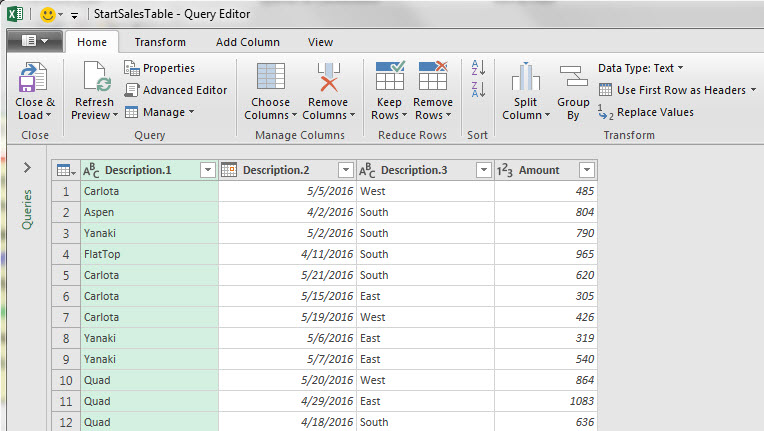 StartSalesTable - Query Editor
Home Transform Add Column View
Close & Load
Close
Refresh Preview
Properties
Advanced Editor
Manage
Query
Choose Columns
Remove Columns
Manage Columns
Keep Rows
Remove Rows
Reduce Rows
A Z
Z A
Sort
Split Column
Group By
Data Type: Text
Use First Row as Headers
1 2 Replace Values
Transform
Queries
ABC Description.1 Description.2 ABC Description.3 123 Amount
1 Carlota 5/5/2016 West 485
2 Aspen 4/2/2016 South 804
3 Yanaki 5/2/2016 South 790
4 FlatTop 4/11/2016 South 965
5 Carlota 5/21/2016 South 620
6 Carlota 5/15/2016 East 305
7 Carlota 5/19/2016 West 426
8 Yanaki 5/6/2016 East 319
9 Yanaki 5/7/2016 East 540
10 Quad 5/20/2016 West 864
11 Quad 4/29/2016 East 1083
12 Quad 4/18/2016 South 636